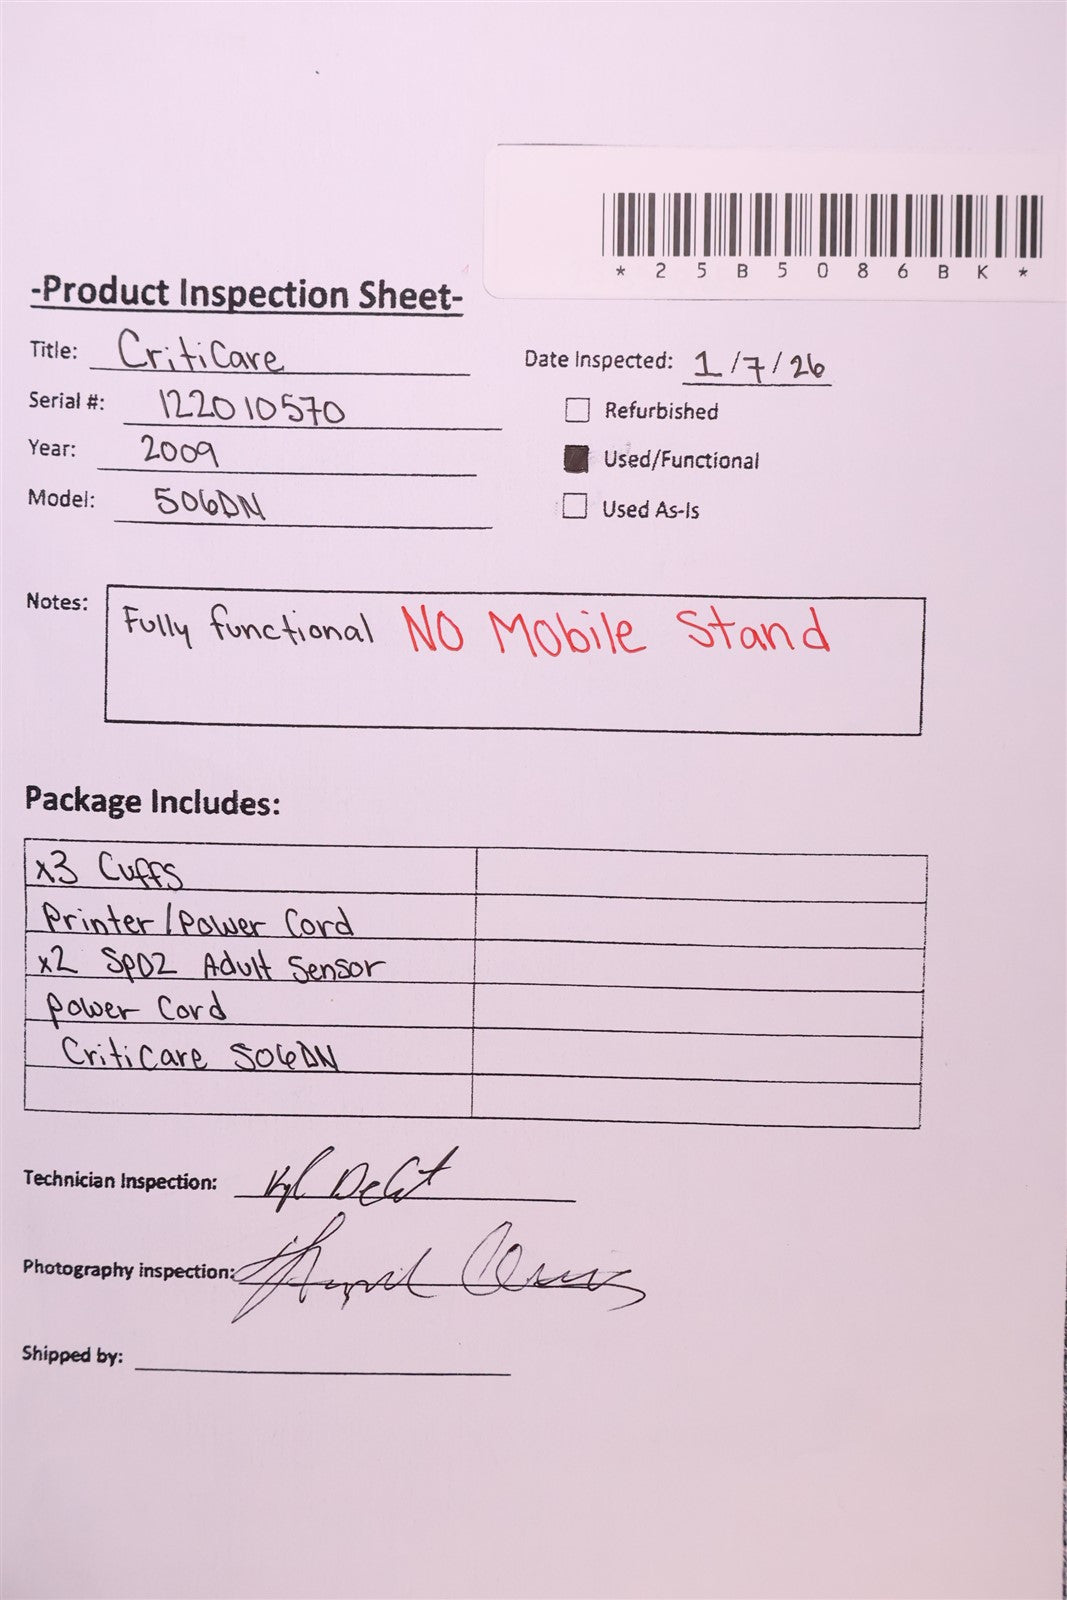 * 2 5 B 5 0 8 6 B K *
-Product Inspection Sheet-
Title: CritiCare
Date Inspected: 1/7/26
Serial #: 122010570
Refurbished
Year: 2009
Used/Functional
Model: 506DN
Used As-Is
Notes: Fully functional NO Mobile Stand
Package Includes:
x3 Cuffs
Printer/Power Cord
x2 SpO2 Adult Sensor
Power Cord
CritiCare 506DN
Technician Inspection:
Photography inspection:
Shipped by: